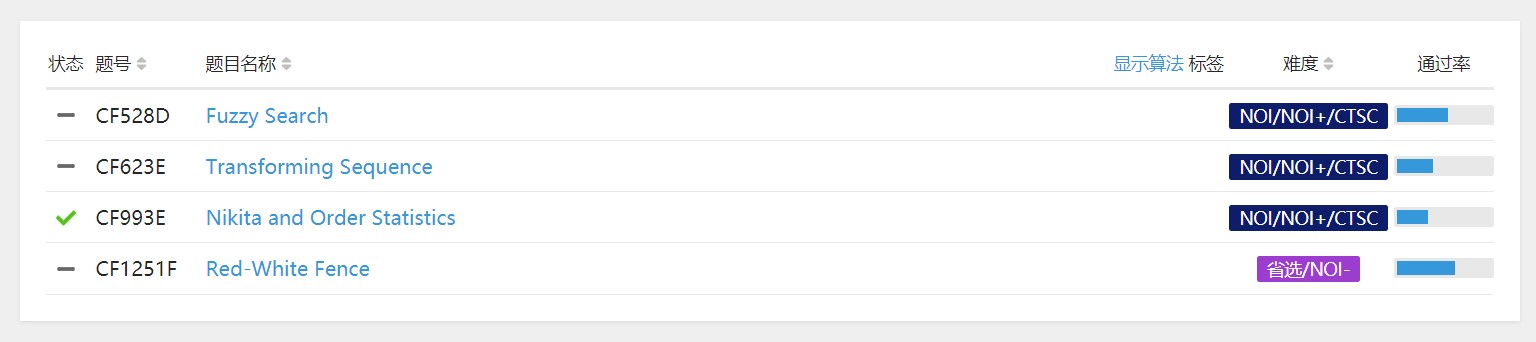 状态 题号 题目名称 显示算法 标签 难度 通过率
CF528D Fuzzy Search NOI/NOI+/CTSC
CF623E Transforming Sequence NOI/NOI+/CTSC
CF993E Nikita and Order Statistics NOI/NOI+/CTSC
CF1251F Red-White Fence 省选/NOI-